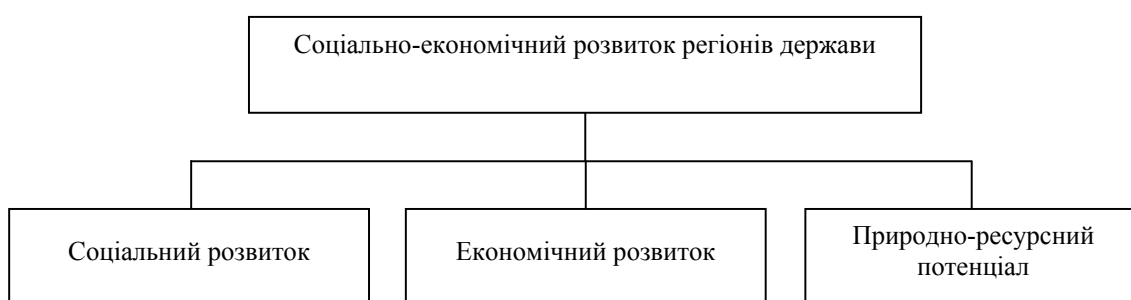 Соціально-економічний розвиток регіонів держави
Соціальний розвиток
Економічний розвиток
Природно-ресурсний
потенціал